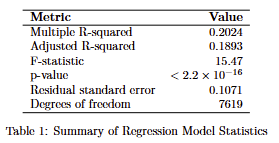 Metric Value
Multiple R-squared 0.2024
Adjusted R-squared 0.1893
F-statistic 15.47
p-value < 2.2 × 10⁻¹⁶
Residual standard error 0.1071
Degrees of freedom 7619
Table 1: Summary of Regression Model Statistics